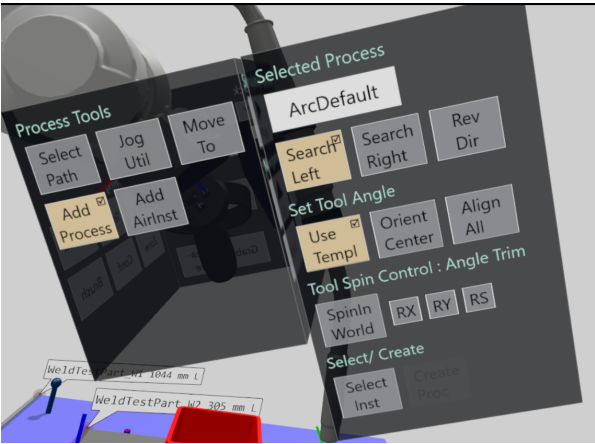 Process Tools
Select
Path
Jog
Util
Move
To
Add
Process
Add
AirInst
Selected Process
ArcDefault
Search
Left
Search
Right
Rev
Dir
Set Tool Angle
Use
Templ
Orient
Center
Align
All
Tool Spin Control : Angle Trim
SpinIn
World
RX
RY
RS
Select/ Create
Select
Inst
Create
Proc
WeldTestPart_W1 1044 mm L
WeldTestPart_W2 305 mm L